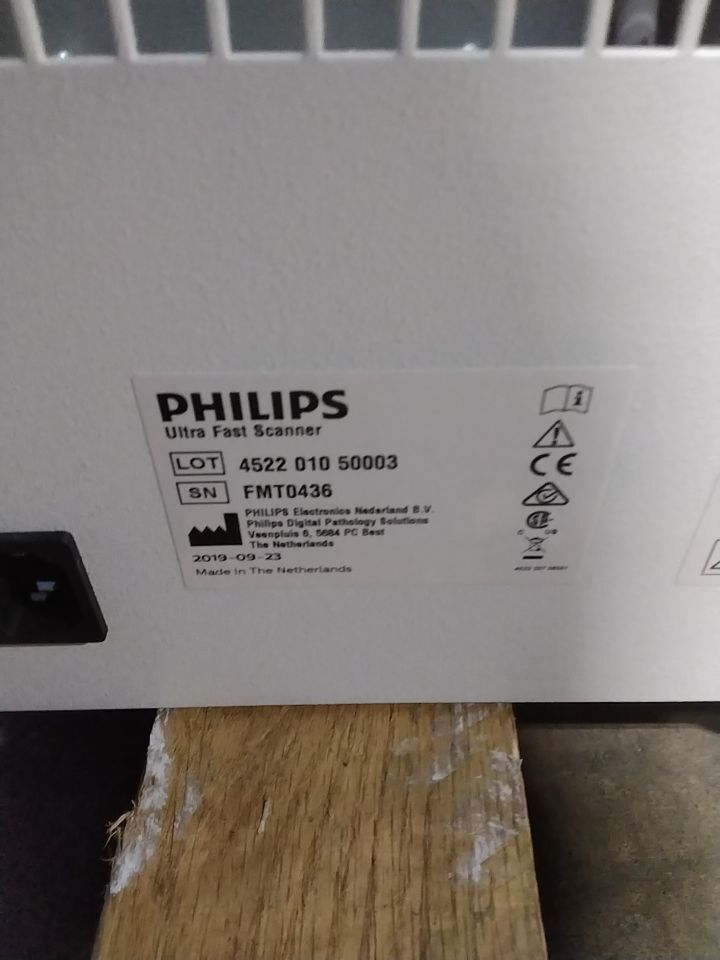 PHILIPS
Ultra Fast Scanner
LOT 4522 010 50003
SN FMT0436
PHILIPS Electronics Nederland B.V.
Philips Digital Pathology Solutions
Veenpluis 6, 5684 PC Best
The Netherlands
2019-09-23
Made in The Netherlands
i
CE
C US